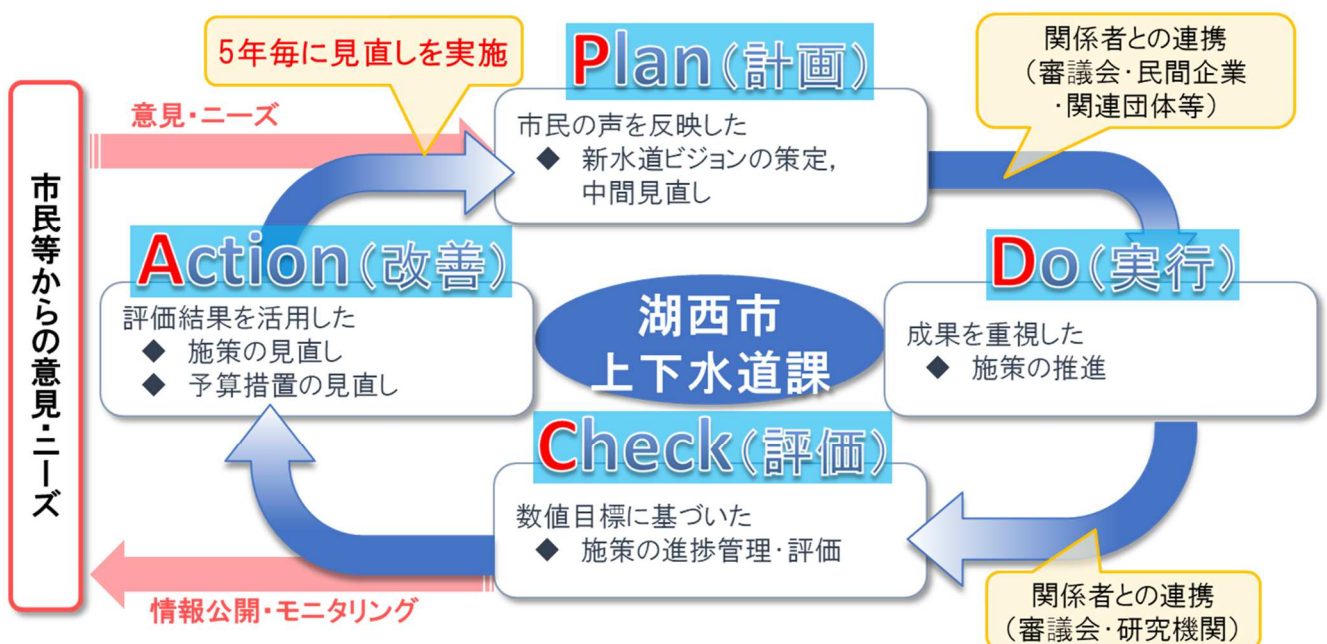 5年毎に見直しを実施
Plan(計画)
市民の声を反映した
◆ 新水道ビジョンの策定,
中間見直し
関係者との連携
(審議会・民間企業
・関連団体等)
意見・ニーズ
市民等からの意見・ニーズ
Action(改善)
評価結果を活用した
◆ 施策の見直し
◆ 予算措置の見直し
湖西市
上下水道課
Do(実行)
成果を重視した
◆ 施策の推進
Check(評価)
数値目標に基づいた
◆ 施策の進捗管理・評価
情報公開・モニタリング
関係者との連携
(審議会・研究機関)